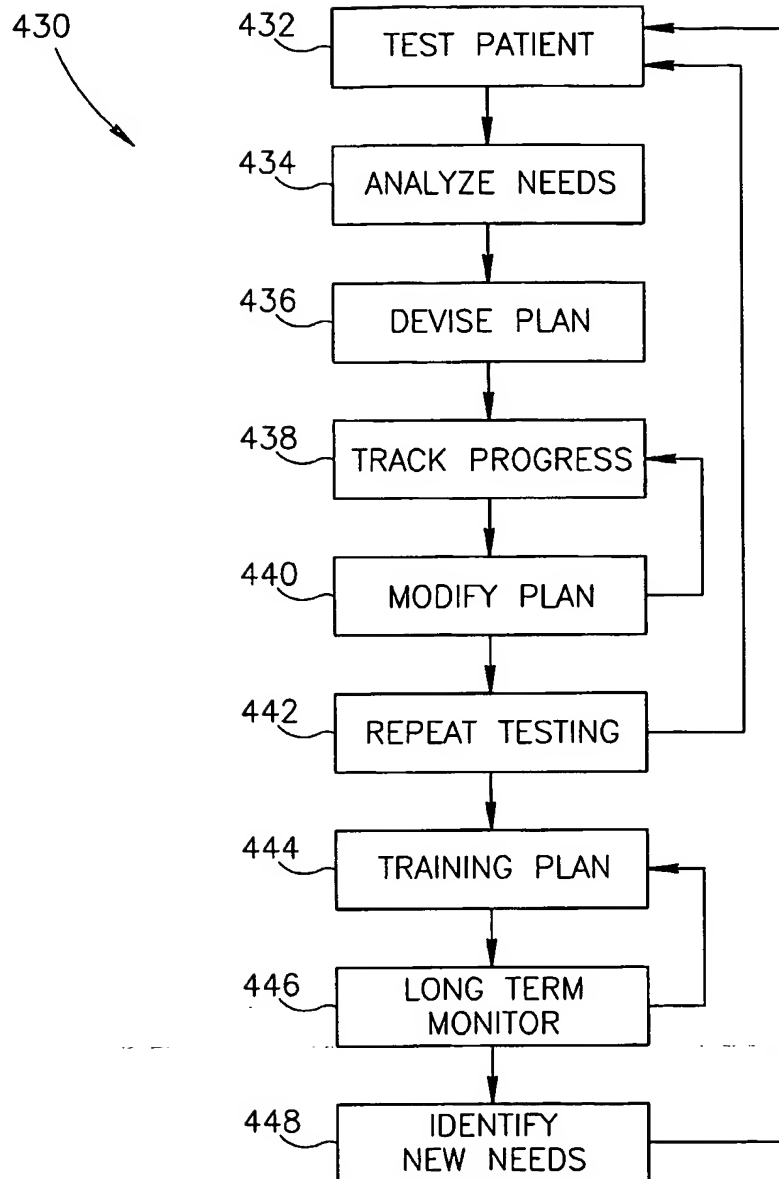 430
432 TEST PATIENT
434 ANALYZE NEEDS
436 DEVISE PLAN
438 TRACK PROGRESS
440 MODIFY PLAN
442 REPEAT TESTING
444 TRAINING PLAN
446 LONG TERM
MONITOR
448 IDENTIFY
NEW NEEDS